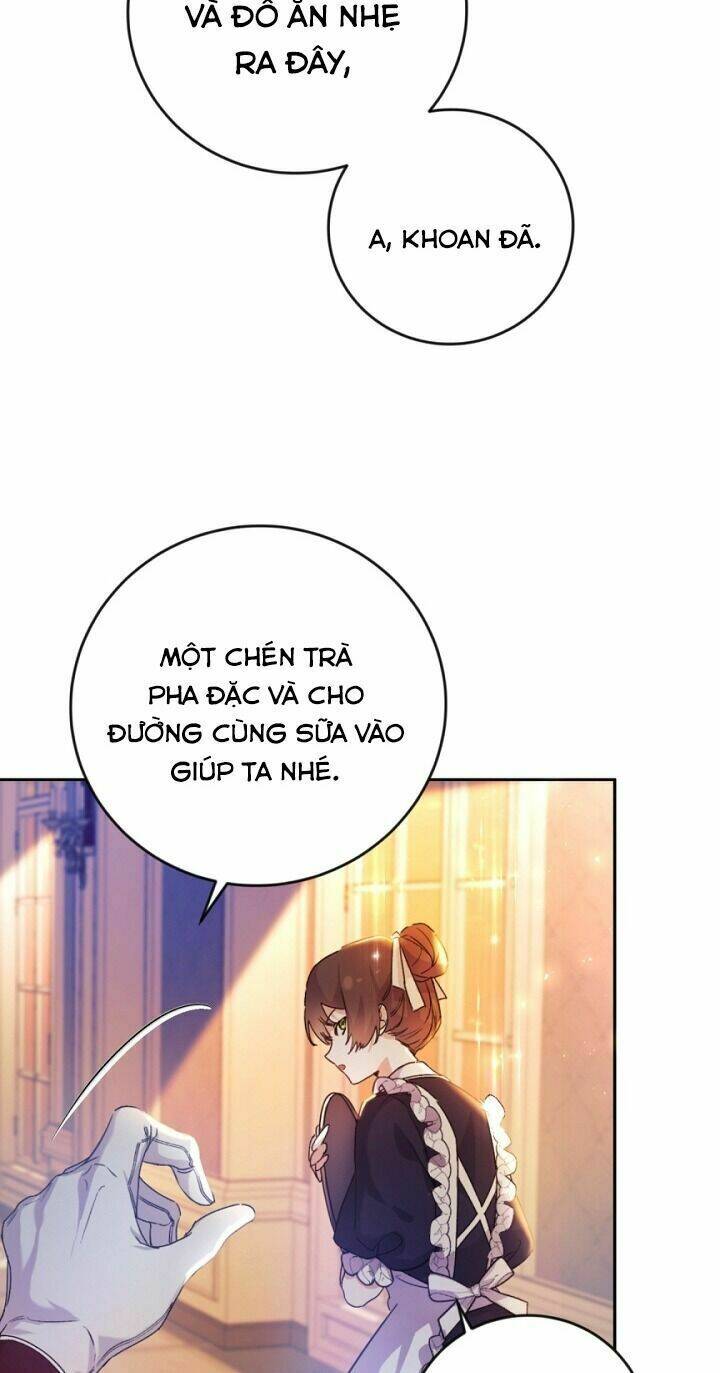 VÀ ĐỒ ĂN NHẸ
RA ĐÂY,
A, KHOAN ĐÃ.
MỘT CHÉN TRÀ
PHA ĐẶC VÀ CHO
ĐƯỜNG CÙNG SỮA VÀO
GIÚP TA NHÉ.